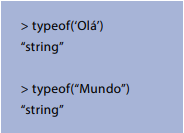 > typeof(‘Olá’)
“string”
> typeof(“Mundo”)
“string”